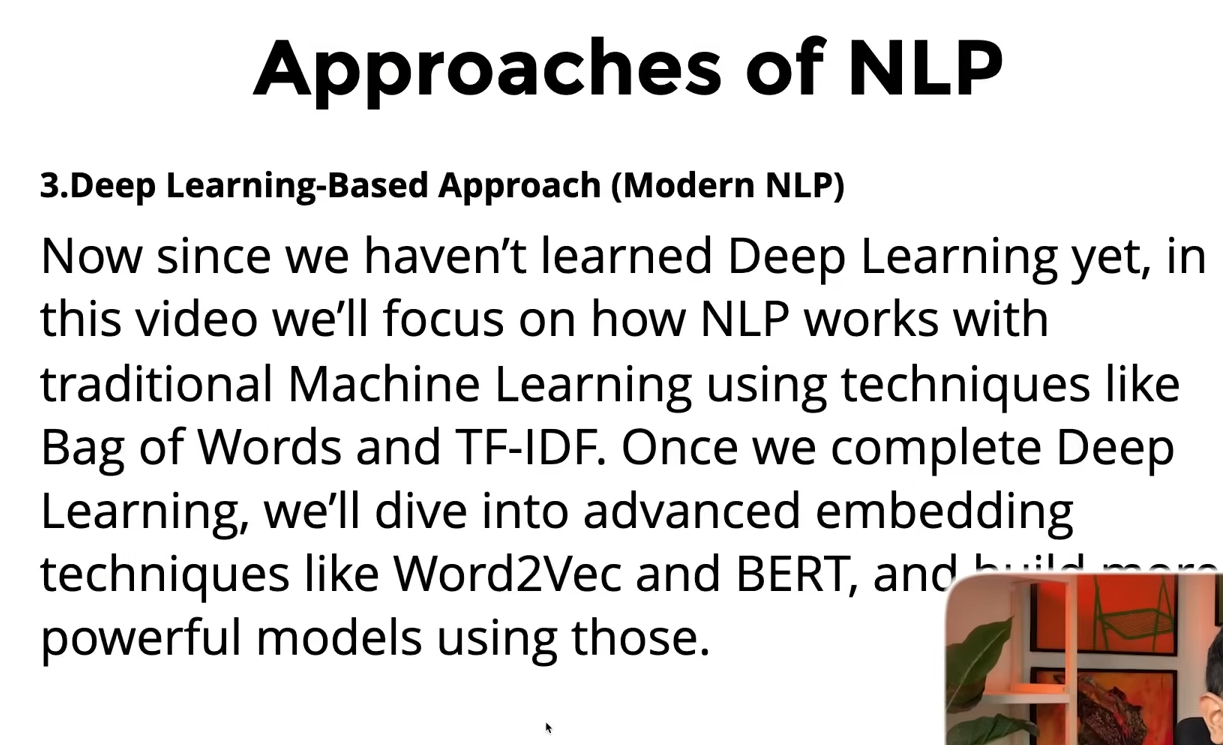 Approaches of NLP
3.Deep Learning-Based Approach (Modern NLP)
Now since we haven’t learned Deep Learning yet, in
this video we’ll focus on how NLP works with
traditional Machine Learning using techniques like
Bag of Words and TF-IDF. Once we complete Deep
Learning, we’ll dive into advanced embedding
techniques like Word2Vec and BERT, and build more
powerful models using those.